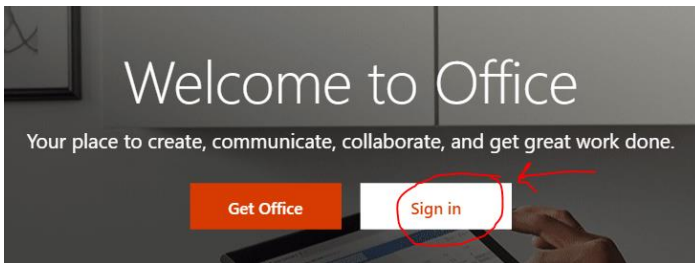 Welcome to Office
Your place to create, communicate, collaborate, and get great work done.
Get Office
Sign in